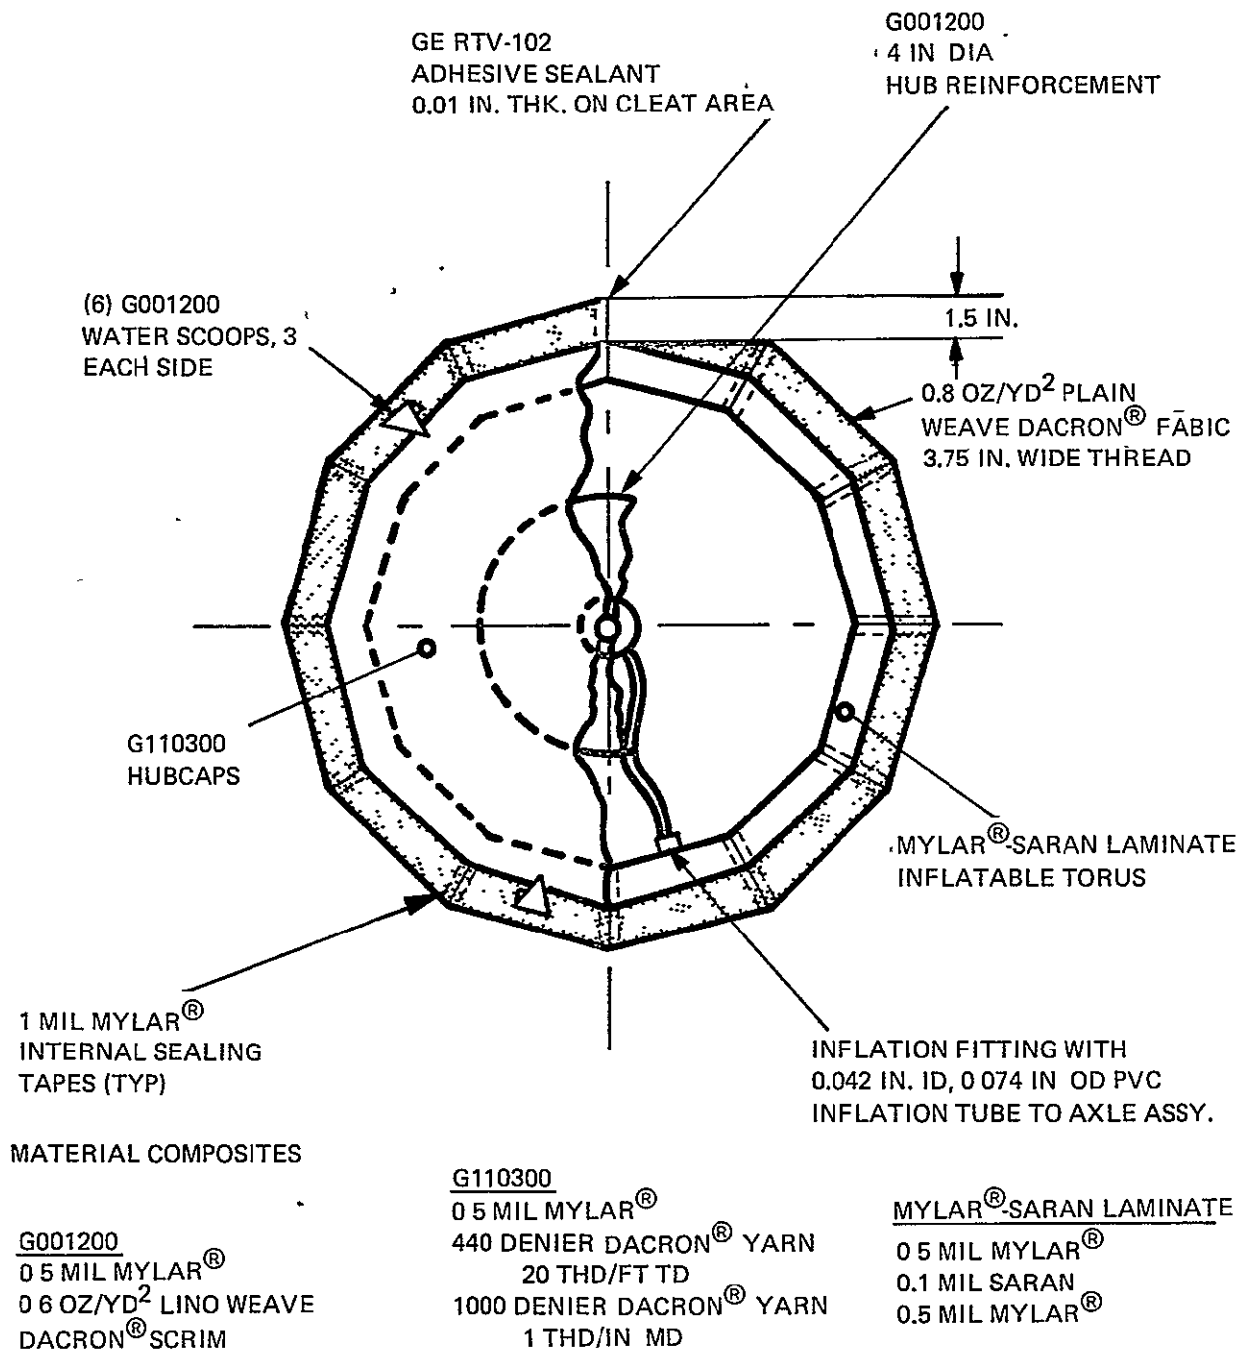 GE RTV-102
ADHESIVE SEALANT
0.01 IN. THK. ON CLEAT AREA
G001200
4 IN DIA
HUB REINFORCEMENT
(6) G001200
WATER SCOOPS, 3
EACH SIDE
1.5 IN.
0.8 OZ/YD² PLAIN
WEAVE DACRON® FABIC
3.75 IN. WIDE THREAD
G110300
HUBCAPS
MYLAR®-SARAN LAMINATE
INFLATABLE TORUS
1 MIL MYLAR®
INTERNAL SEALING
TAPES (TYP)
INFLATION FITTING WITH
0.042 IN. ID, 0 074 IN OD PVC
INFLATION TUBE TO AXLE ASSY.
MATERIAL COMPOSITES
G001200
0 5 MIL MYLAR®
0 6 OZ/YD² LINO WEAVE
DACRON® SCRIM
G110300
0 5 MIL MYLAR®
440 DENIER DACRON® YARN
20 THD/FT TD
1000 DENIER DACRON® YARN
1 THD/IN MD
MYLAR®-SARAN LAMINATE
0 5 MIL MYLAR®
0.1 MIL SARAN
0.5 MIL MYLAR®